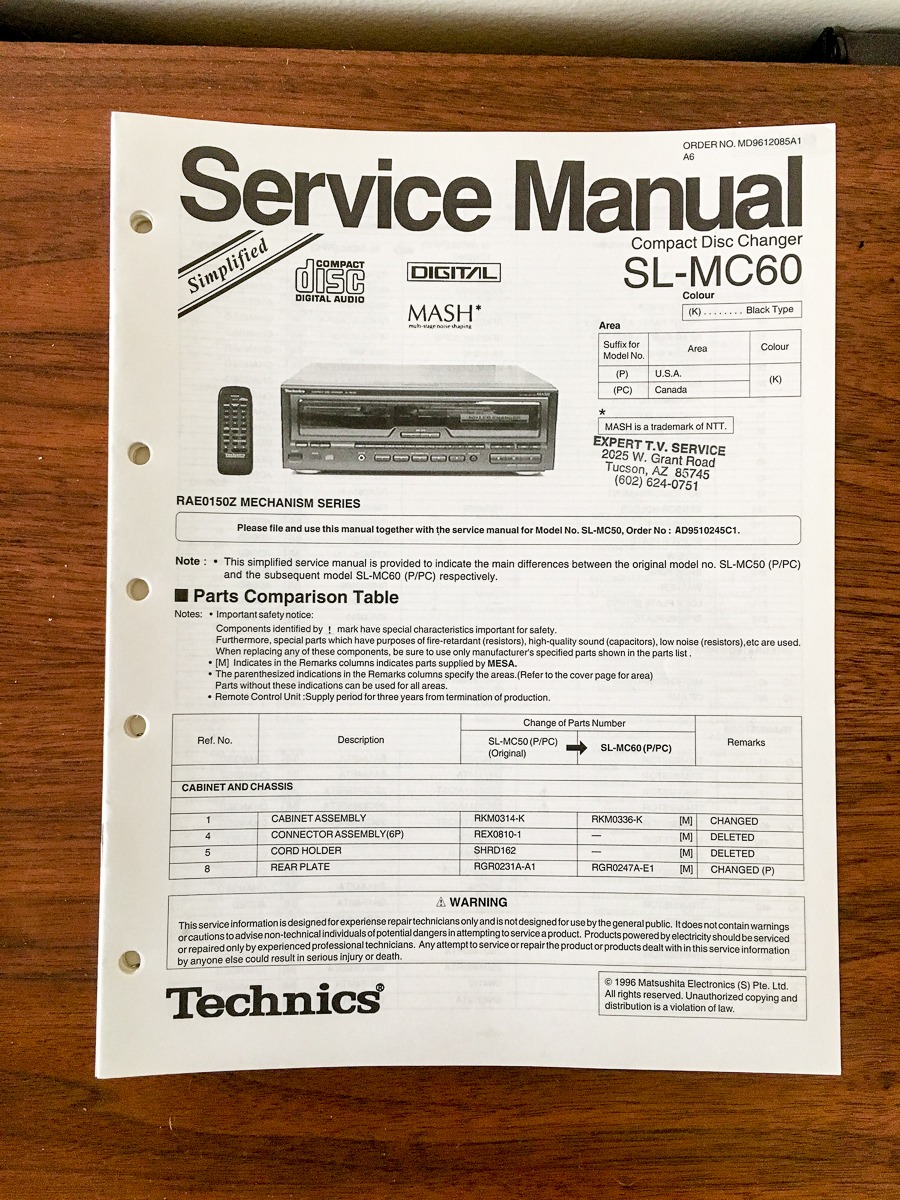 ORDER NO. MD9612085A1
A6
Service Manual
Simplified
COMPACT
disc
DIGITAL AUDIO
DIGITAL
MASH*
multi-stage noise shaping
Compact Disc Changer
SL-MC60
Colour
(K) . . . . . . . . Black Type
Area
Suffix for Model No. Area Colour
(P) U.S.A. (K)
(PC) Canada
*
MASH is a trademark of NTT.
EXPERT T.V. SERVICE
2025 W. Grant Road
Tucson, AZ 85745
(602) 624-0751
Technics
RAE0150Z MECHANISM SERIES
Please file and use this manual together with the service manual for Model No. SL-MC50, Order No : AD9510245C1.
Note : • This simplified service manual is provided to indicate the main differences between the original model no. SL-MC50 (P/PC)
and the subsequent model SL-MC60 (P/PC) respectively.
■ Parts Comparison Table
Notes: • Important safety notice:
Components identified by ! mark have special characteristics important for safety.
Furthermore, special parts which have purposes of fire-retardant (resistors), high-quality sound (capacitors), low noise (resistors),etc are used.
When replacing any of these components, be sure to use only manufacturer's specified parts shown in the parts list .
• [M] Indicates in the Remarks columns indicates parts supplied by MESA.
• The parenthesized indications in the Remarks columns specify the areas.(Refer to the cover page for area)
Parts without these indications can be used for all areas.
• Remote Control Unit :Supply period for three years from termination of production.
Ref. No. Description Change of Parts Number Remarks
SL-MC50 (P/PC) (Original) ➡ SL-MC60 (P/PC)
CABINET AND CHASSIS
1 CABINET ASSEMBLY RKM0314-K RKM0336-K [M] CHANGED
4 CONNECTOR ASSEMBLY(6P) REX0810-1 — [M] DELETED
5 CORD HOLDER SHRD162 — [M] DELETED
8 REAR PLATE RGR0231A-A1 RGR0247A-E1 [M] CHANGED (P)
⚠ WARNING
This service information is designed for experiense repair technicians only and is not designed for use by the general public. It does not contain warnings
or cautions to advise non-technical individuals of potential dangers in attempting to service a product. Products powered by electricity should be serviced
or repaired only by experienced professional technicians. Any attempt to service or repair the product or products dealt with in this service information
by anyone else could result in serious injury or death.
Technics®
© 1996 Matsushita Electronics (S) Pte. Ltd.
All rights reserved. Unauthorized copying and
distribution is a violation of law.